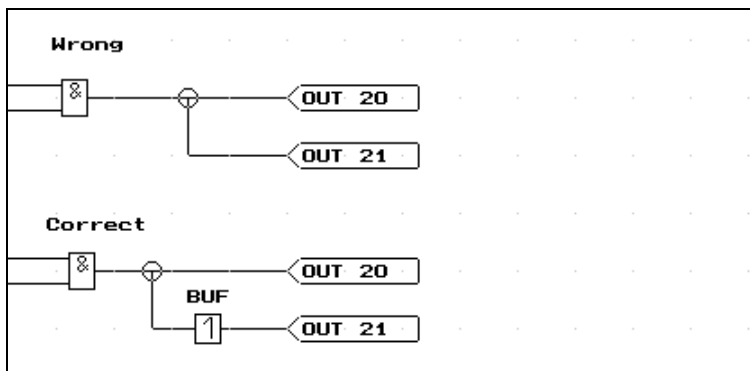 Wrong
&
OUT 20
OUT 21
Correct
&
OUT 20
BUF
1
OUT 21